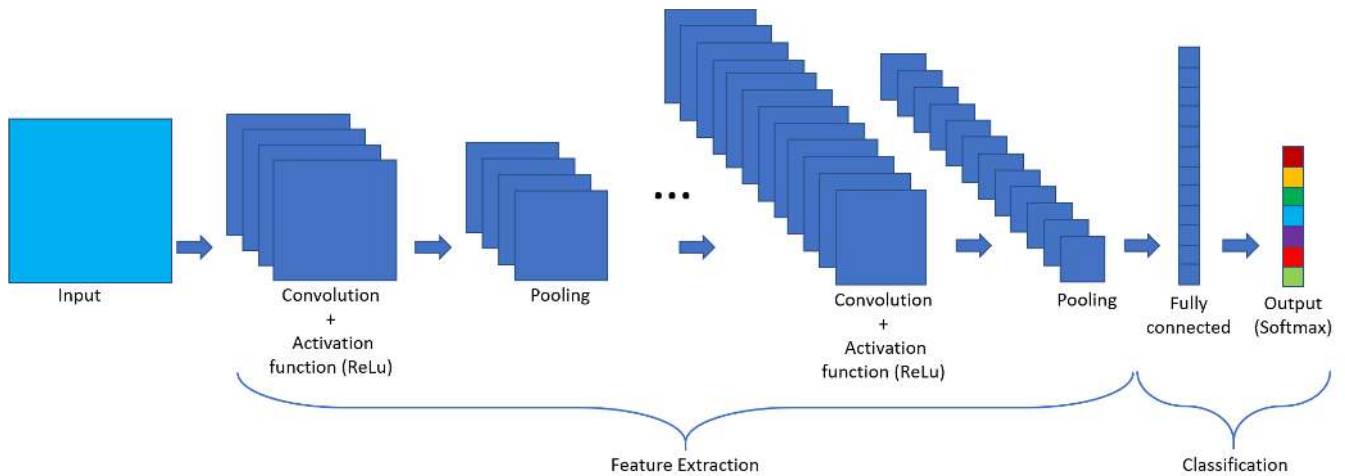 Input
Convolution
+
Activation
function (ReLu)
Pooling
...
Convolution
+
Activation
function (ReLu)
Pooling
Fully
connected
Output
(Softmax)
Feature Extraction
Classification